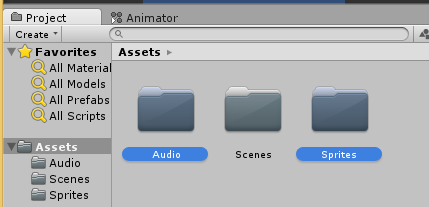 Project
Animator
Create
Favorites
All Material
All Models
All Prefabs
All Scripts
Assets
Audio
Scenes
Sprites
Assets
Audio
Scenes
Sprites